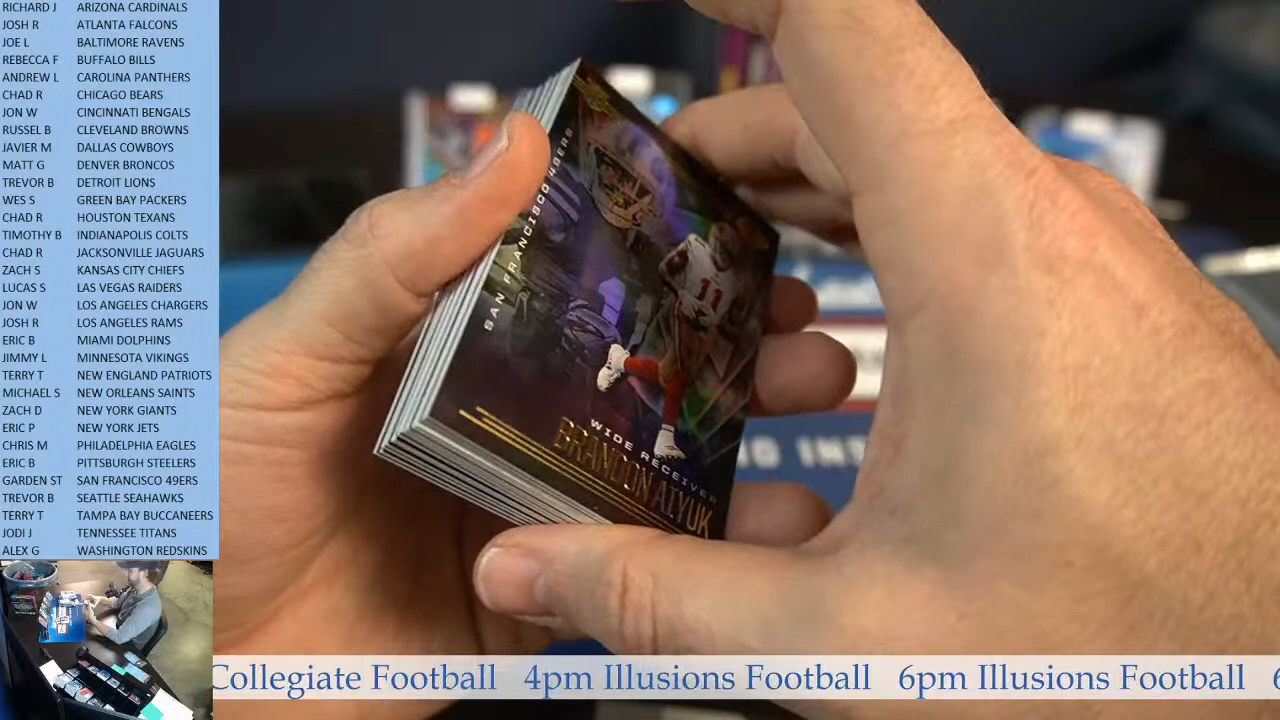 RICHARD J ARIZONA CARDINALS
JOSH R ATLANTA FALCONS
JOE L BALTIMORE RAVENS
REBECCA F BUFFALO BILLS
ANDREW L CAROLINA PANTHERS
CHAD R CHICAGO BEARS
JON W CINCINNATI BENGALS
RUSSEL B CLEVELAND BROWNS
JAVIER M DALLAS COWBOYS
MATT G DENVER BRONCOS
TREVOR B DETROIT LIONS
WES S GREEN BAY PACKERS
CHAD R HOUSTON TEXANS
TIMOTHY B INDIANAPOLIS COLTS
CHAD R JACKSONVILLE JAGUARS
ZACH S KANSAS CITY CHIEFS
LUCAS S LAS VEGAS RAIDERS
JON W LOS ANGELES CHARGERS
JOSH R LOS ANGELES RAMS
ERIC B MIAMI DOLPHINS
JIMMY L MINNESOTA VIKINGS
TERRY T NEW ENGLAND PATRIOTS
MICHAEL S NEW ORLEANS SAINTS
ZACH D NEW YORK GIANTS
ERIC P NEW YORK JETS
CHRIS M PHILADELPHIA EAGLES
ERIC B PITTSBURGH STEELERS
GARDEN ST SAN FRANCISCO 49ERS
TREVOR B SEATTLE SEAHAWKS
TERRY T TAMPA BAY BUCCANEERS
JODI J TENNESSEE TITANS
ALEX G WASHINGTON REDSKINS
SAN FRANCISCO 49ERS
11
WIDE RECEIVER
BRANDON AIYUK
Collegiate Football 4pm Illusions Football 6pm Illusions Football 6